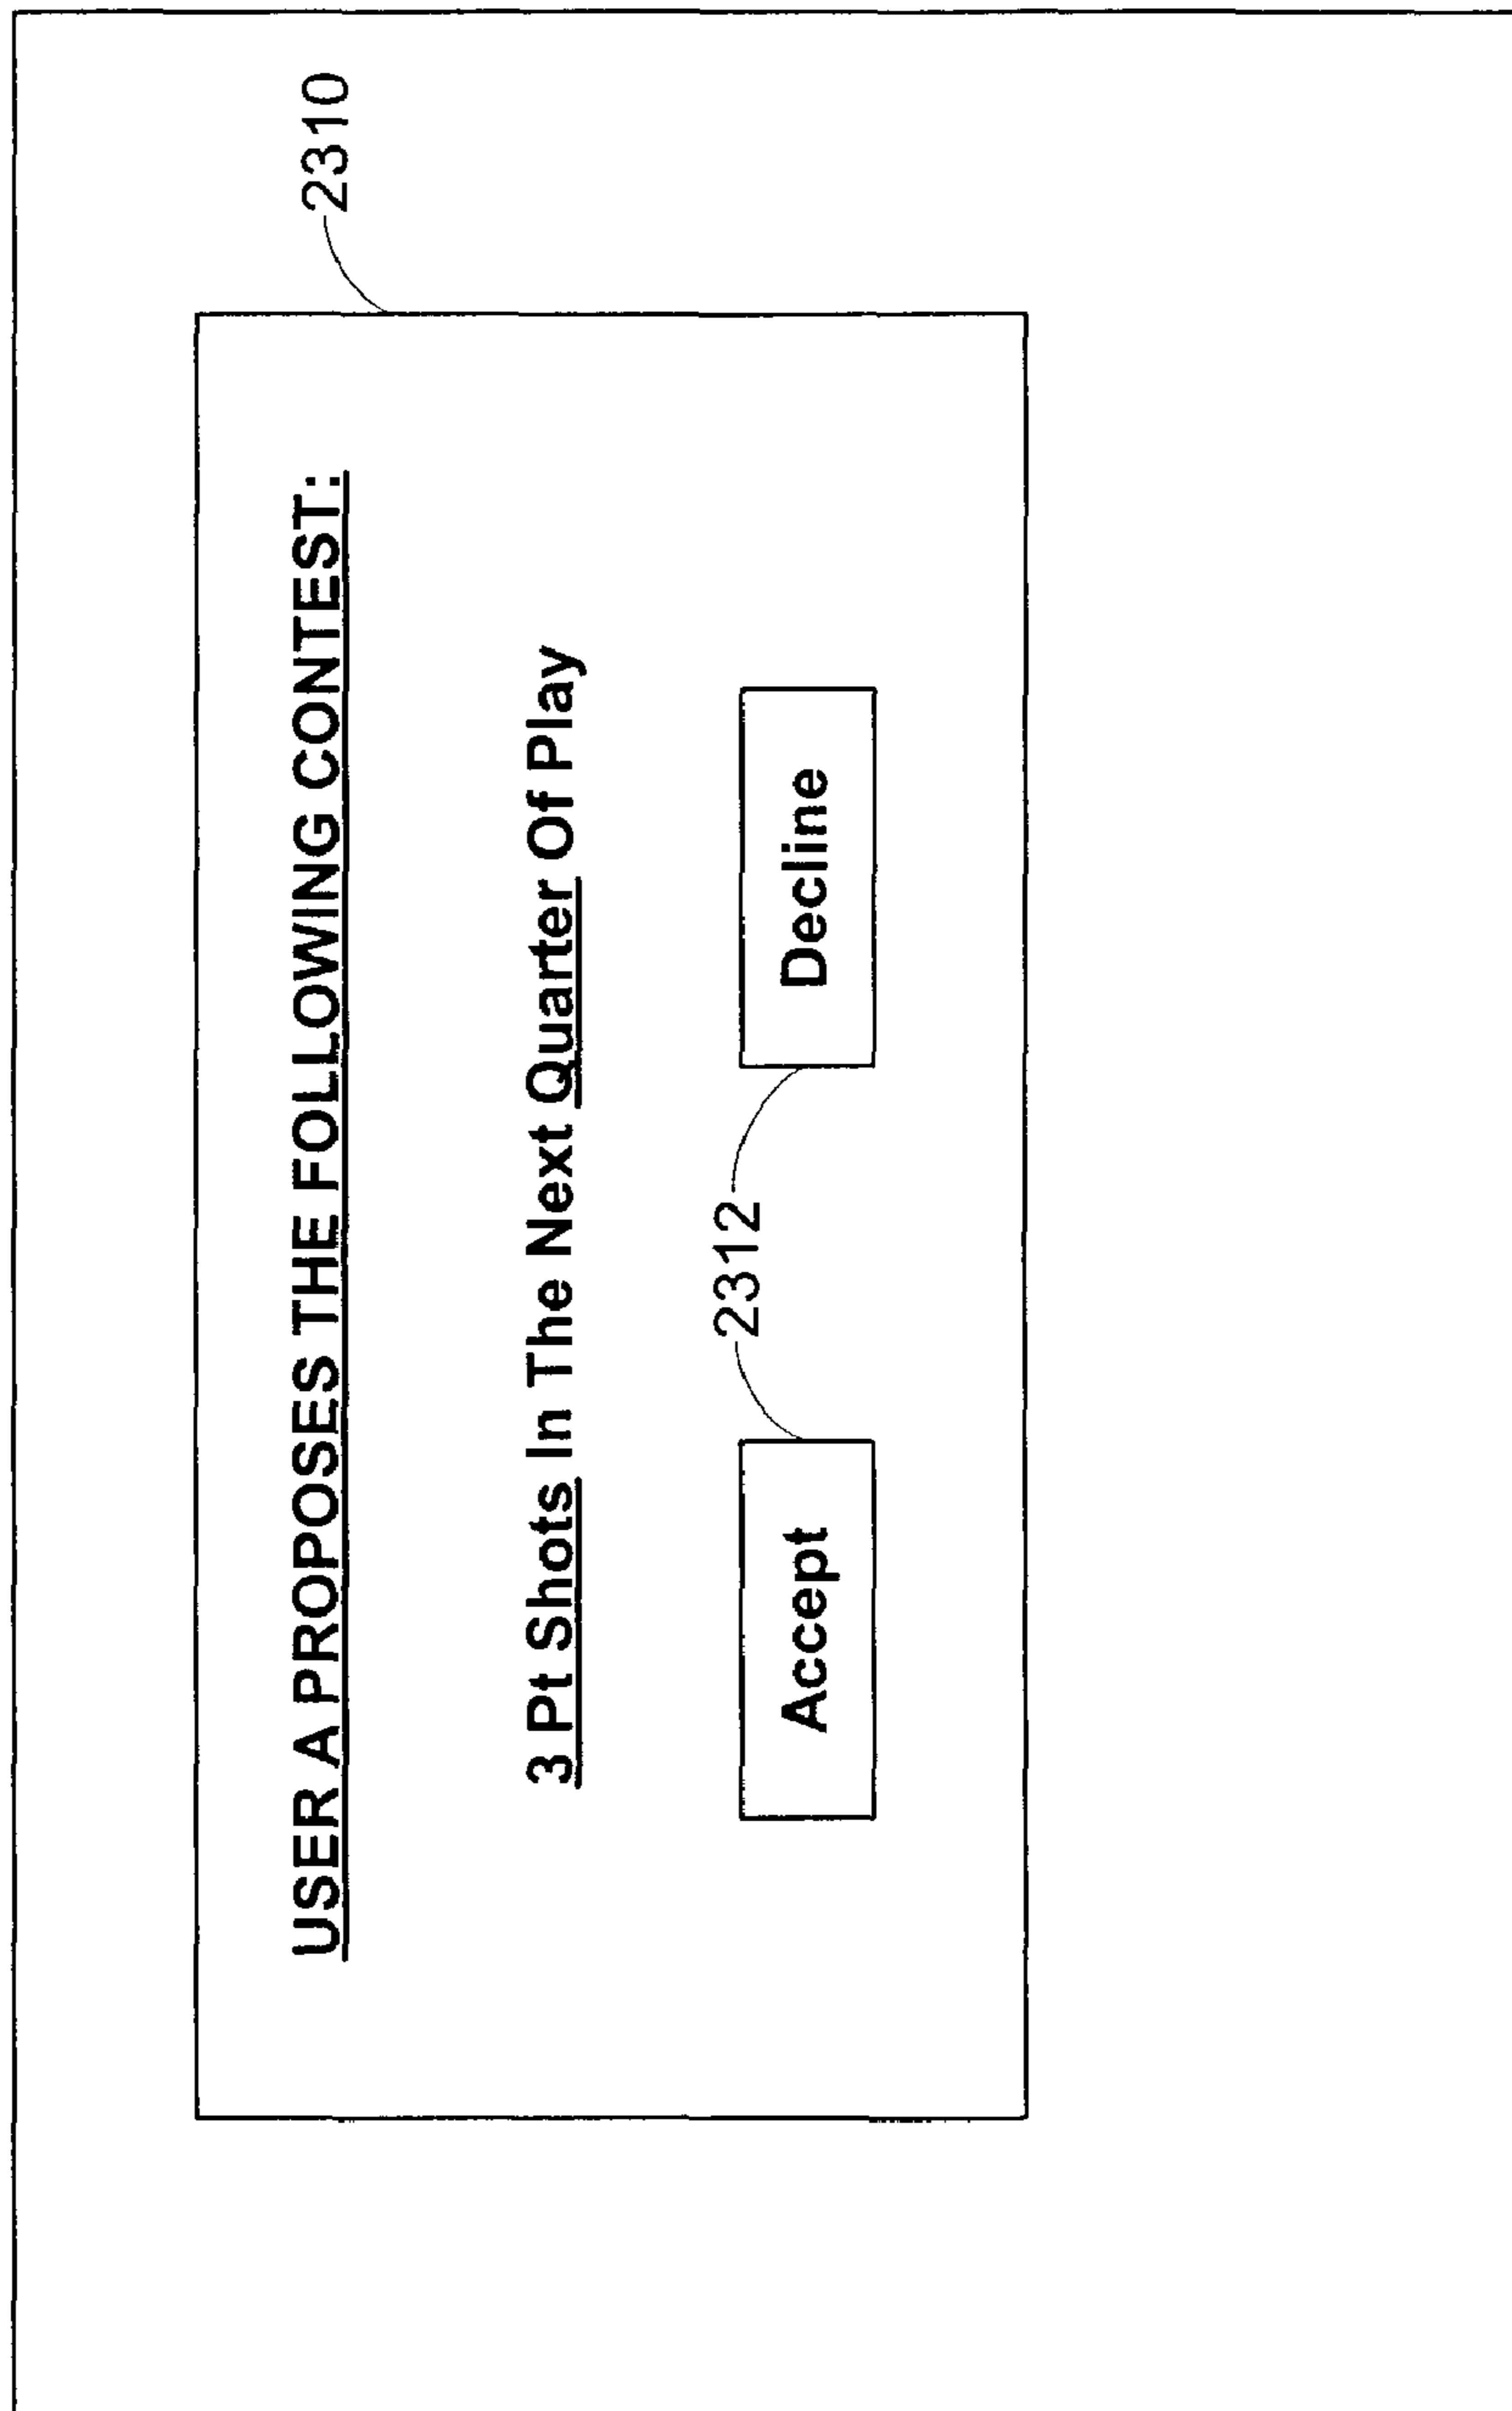 2310
USER A PROPOSES THE FOLLOWING CONTEST:
3 Pt Shots In The Next Quarter Of Play
2312
Accept
Decline